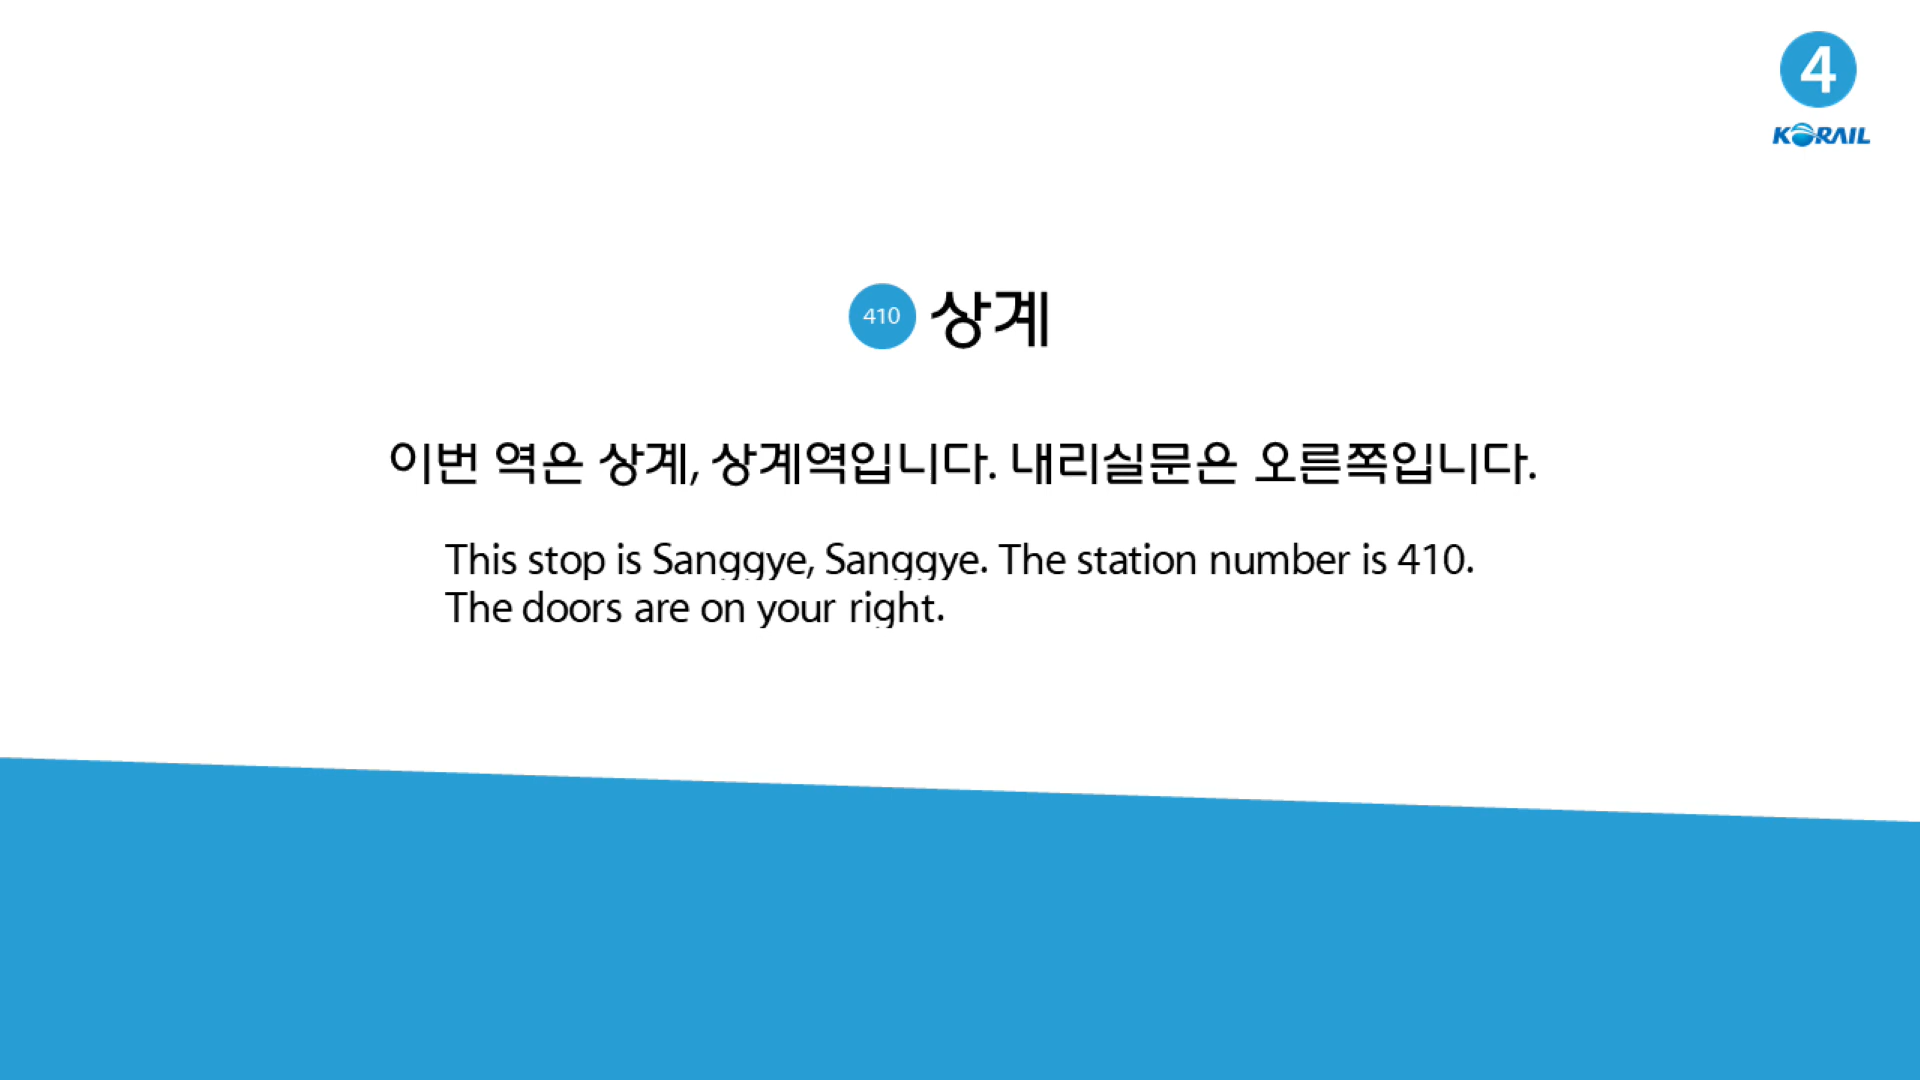 4
KORAIL
410 상계
이번 역은 상계, 상계역입니다. 내리실문은 오른쪽입니다.
This stop is Sanggye, Sanggye. The station number is 410.
The doors are on your right.